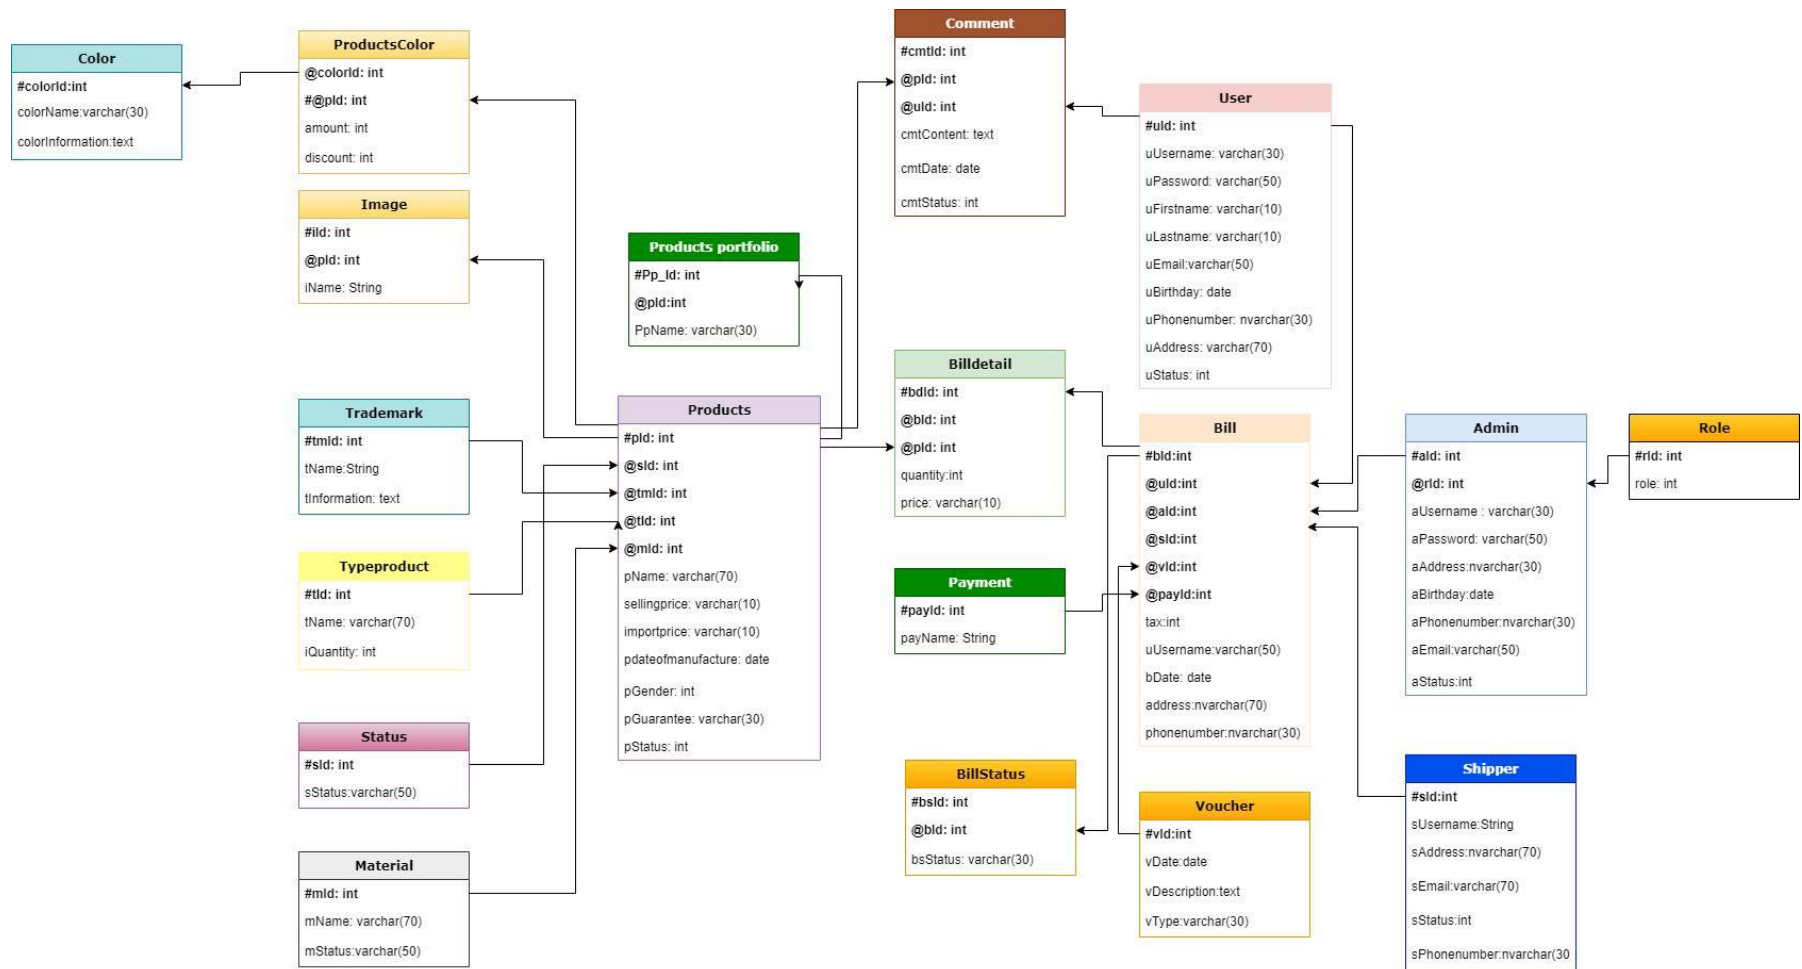 Color
#colorId:int
colorName:varchar(30)
colorInformation:text
ProductsColor
@colorId: int
#@pId: int
amount: int
discount: int
Image
#iId: int
@pId: int
iName: String
Trademark
#tmId: int
tName:String
tInformation: text
Typeproduct
#tId: int
tName: varchar(70)
iQuantity: int
Status
#sId: int
sStatus:varchar(50)
Material
#mId: int
mName: varchar(70)
mStatus:varchar(50)
Products portfolio
#Pp_Id: int
@pId:int
PpName: varchar(30)
Products
#pId: int
@sId: int
@tmId: int
@tId: int
@mId: int
pName: varchar(70)
sellingprice: varchar(10)
importprice: varchar(10)
pdateofmanufacture: date
pGender: int
pGuarantee: varchar(30)
pStatus: int
Comment
#cmtId: int
@pId: int
@uId: int
cmtContent: text
cmtDate: date
cmtStatus: int
Billdetail
#bdId: int
@bId: int
@pId: int
quantity:int
price: varchar(10)
Payment
#payId: int
payName: String
BillStatus
#bsId: int
@bId: int
bsStatus: varchar(30)
User
#uId: int
uUsername: varchar(30)
uPassword: varchar(50)
uFirstname: varchar(10)
uLastname: varchar(10)
uEmail:varchar(50)
uBirthday: date
uPhonenumber: nvarchar(30)
uAddress: varchar(70)
uStatus: int
Bill
#bId:int
@uId:int
@aId:int
@sId:int
@vId:int
@payId:int
tax:int
uUsername:varchar(50)
bDate: date
address:nvarchar(70)
phonenumber:nvarchar(30)
Voucher
#vId:int
vDate:date
vDescription:text
vType:varchar(30)
Admin
#aId: int
@rId: int
aUsername : varchar(30)
aPassword: varchar(50)
aAddress:nvarchar(30)
aBirthday:date
aPhonenumber:nvarchar(30)
aEmail:varchar(50)
aStatus:int
Role
#rId: int
role: int
Shipper
#sId:int
sUsername:String
sAddress:nvarchar(70)
sEmail:varchar(70)
sStatus:int
sPhonenumber:nvarchar(30